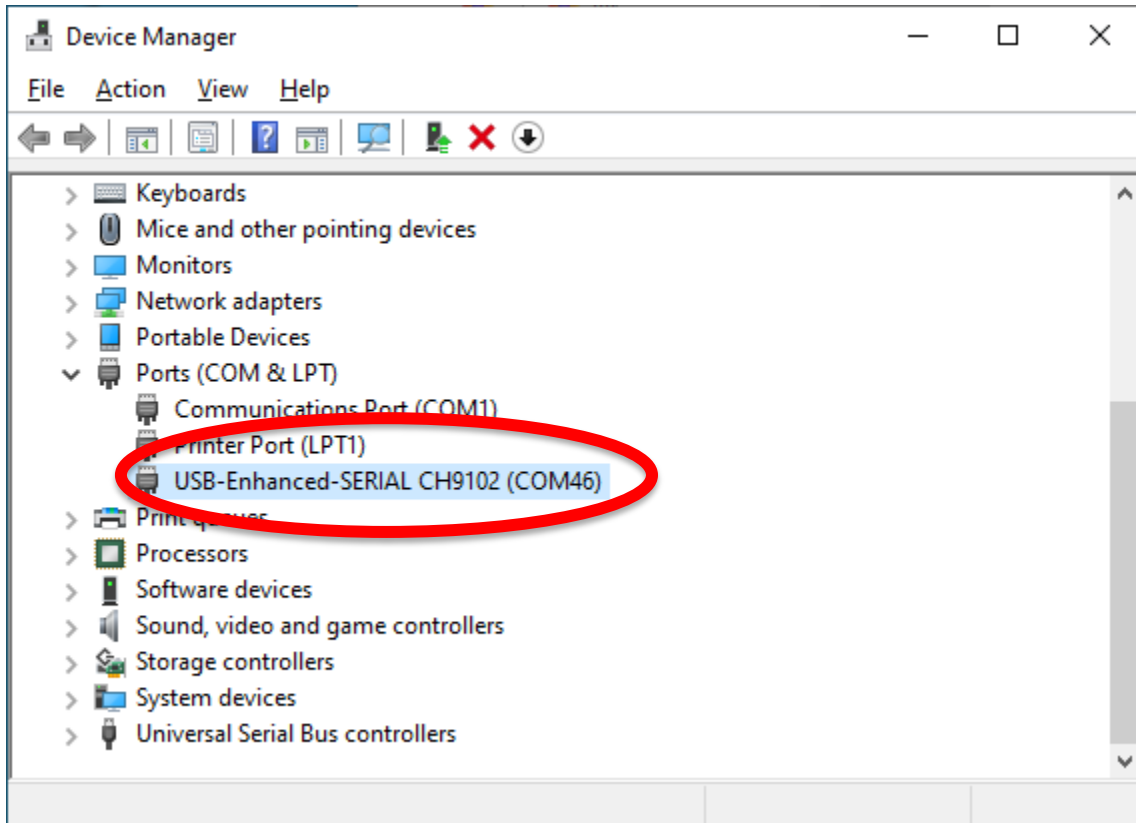 Device Manager
File Action View Help
Keyboards
Mice and other pointing devices
Monitors
Network adapters
Portable Devices
Ports (COM & LPT)
Communications Port (COM1)
Printer Port (LPT1)
USB-Enhanced-SERIAL CH9102 (COM46)
Print queues
Processors
Software devices
Sound, video and game controllers
Storage controllers
System devices
Universal Serial Bus controllers